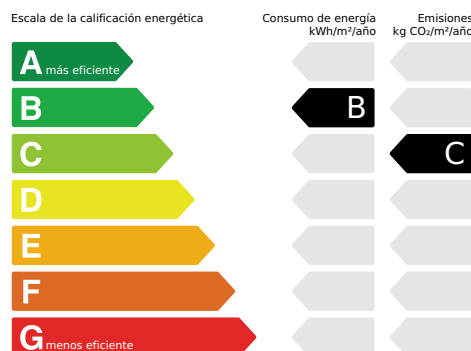 Escala de la calificación energética
Consumo de energía
kWh/m²/año
Emisiones
kg CO₂/m²/año
A más eficiente
B
B
C
C
D
E
F
G menos eficiente